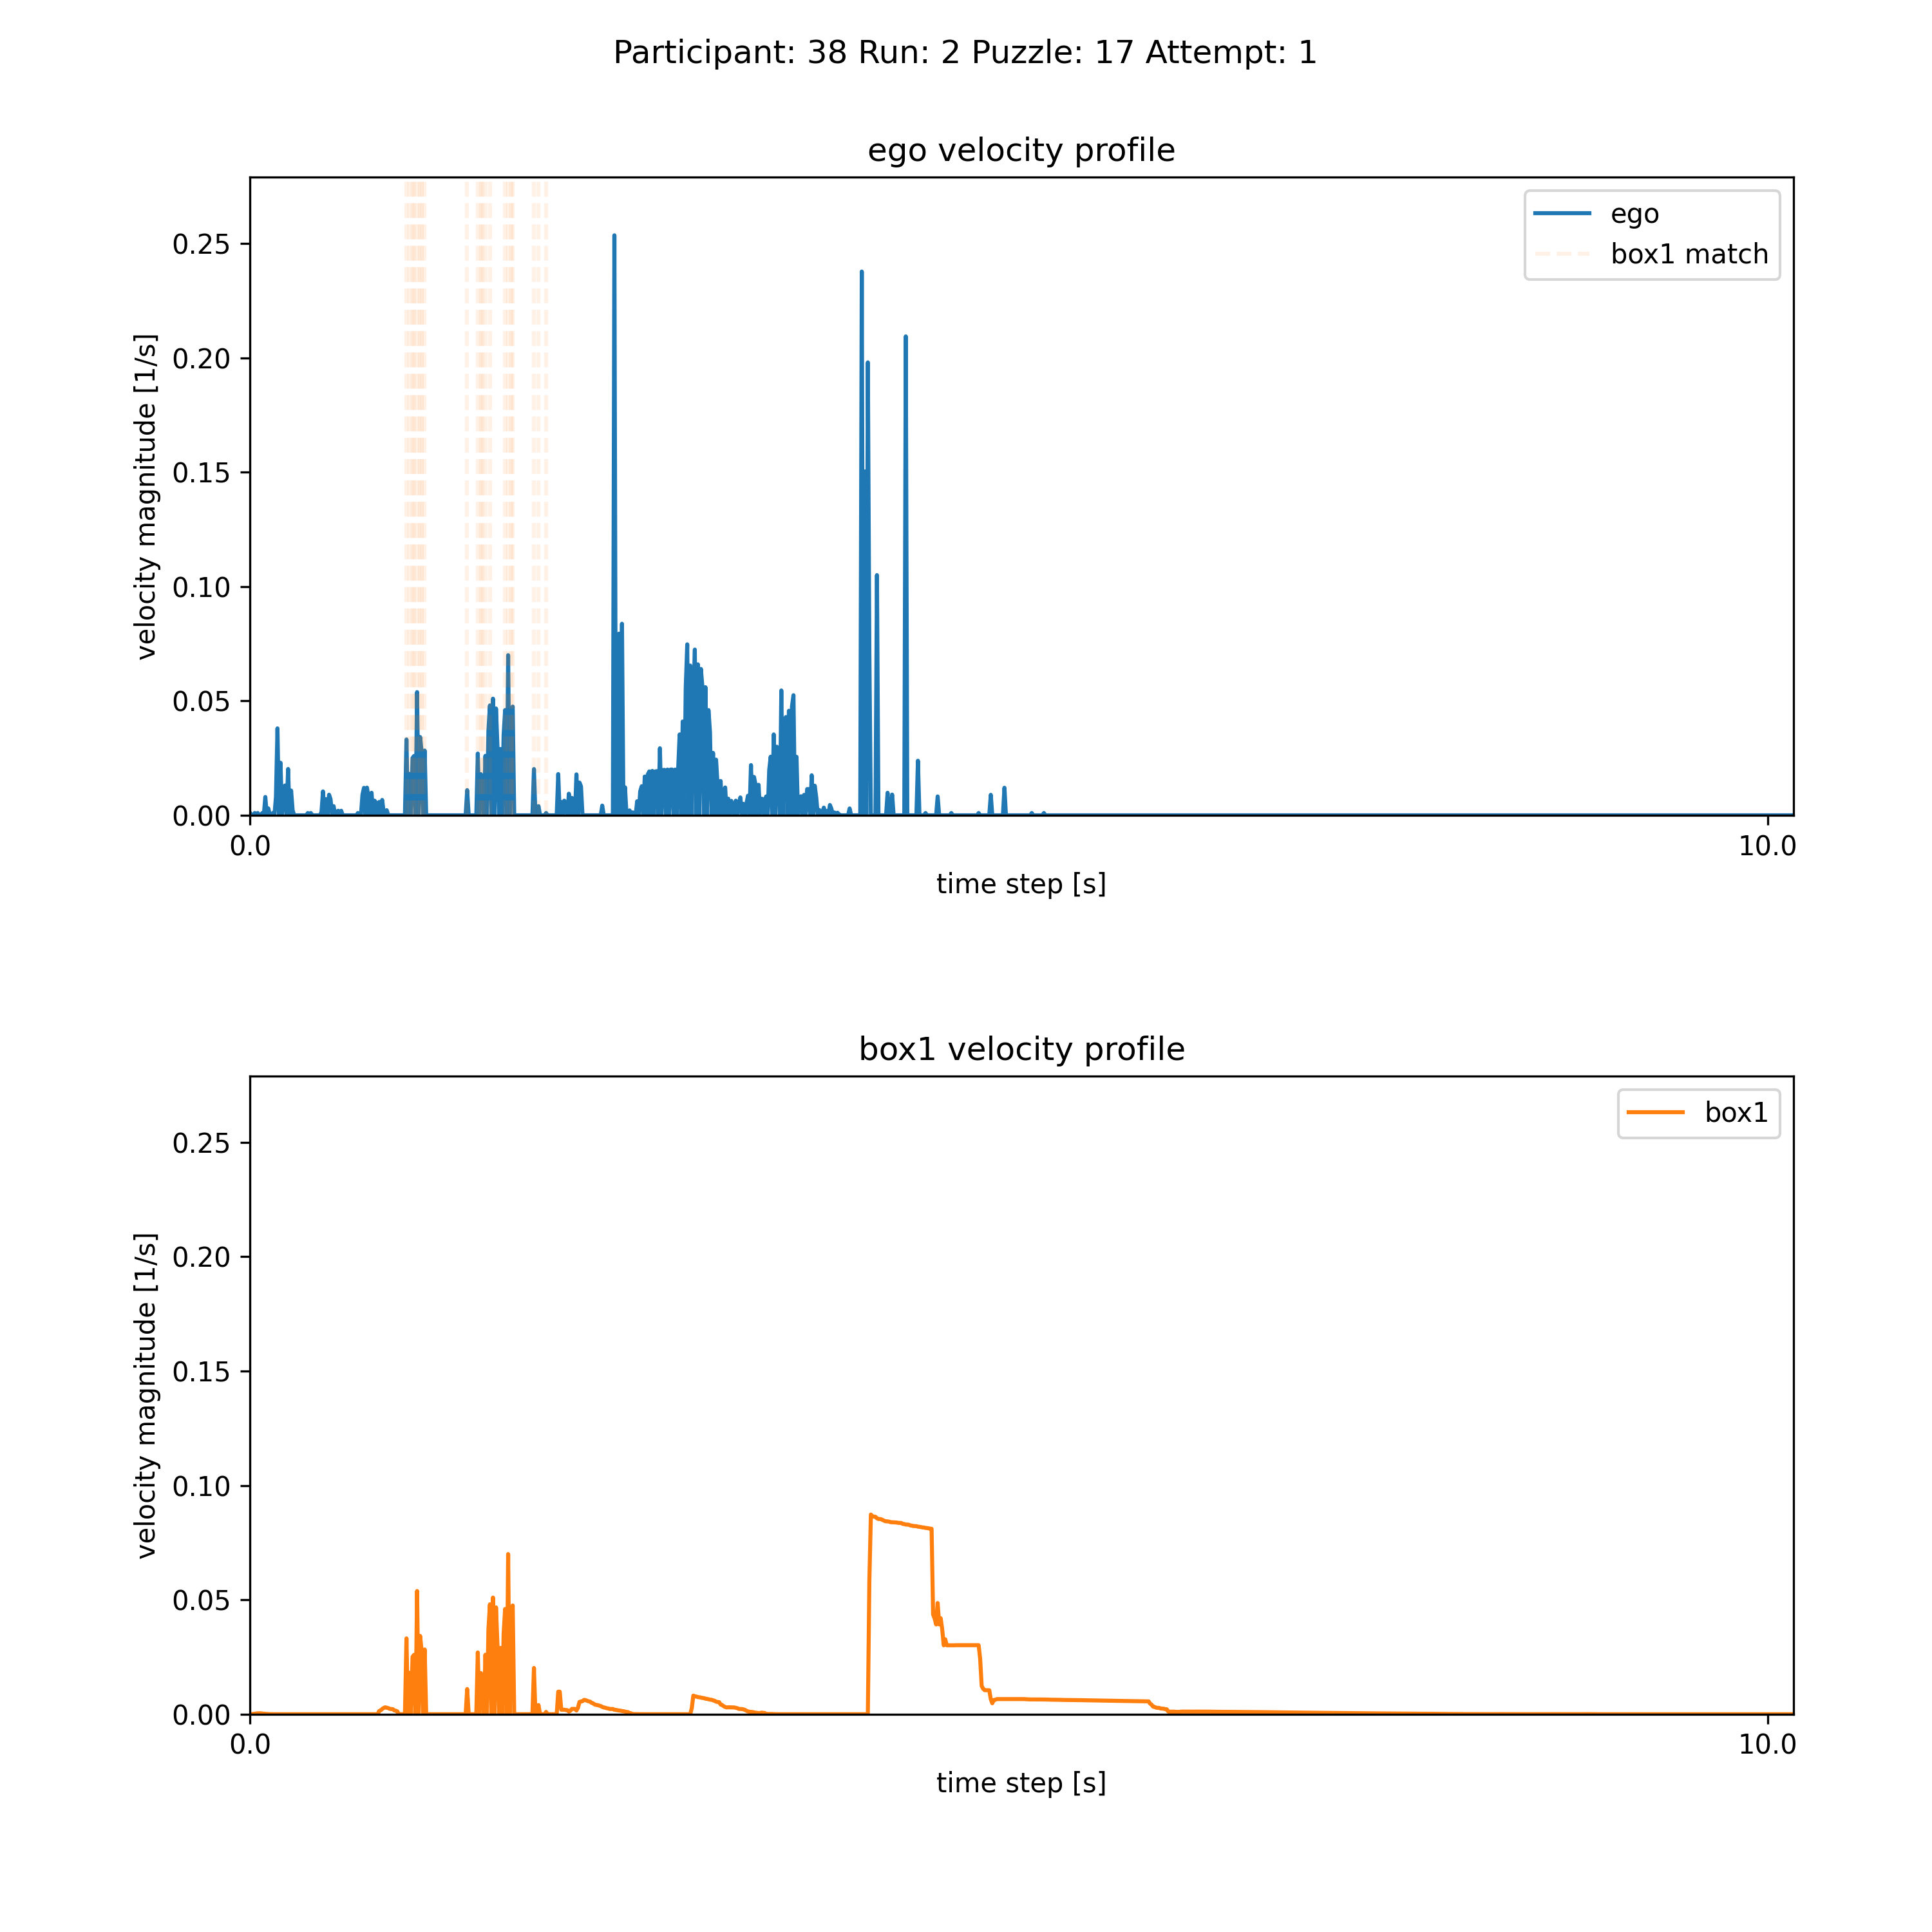 Participant: 38 Run: 2 Puzzle: 17 Attempt: 1
ego velocity profile
ego
box1 match
velocity magnitude [1/s]
0.25
0.20
0.15
0.10
0.05
0.00
0.0
10.0
time step [s]
box1 velocity profile
box1
velocity magnitude [1/s]
0.25
0.20
0.15
0.10
0.05
0.00
0.0
10.0
time step [s]